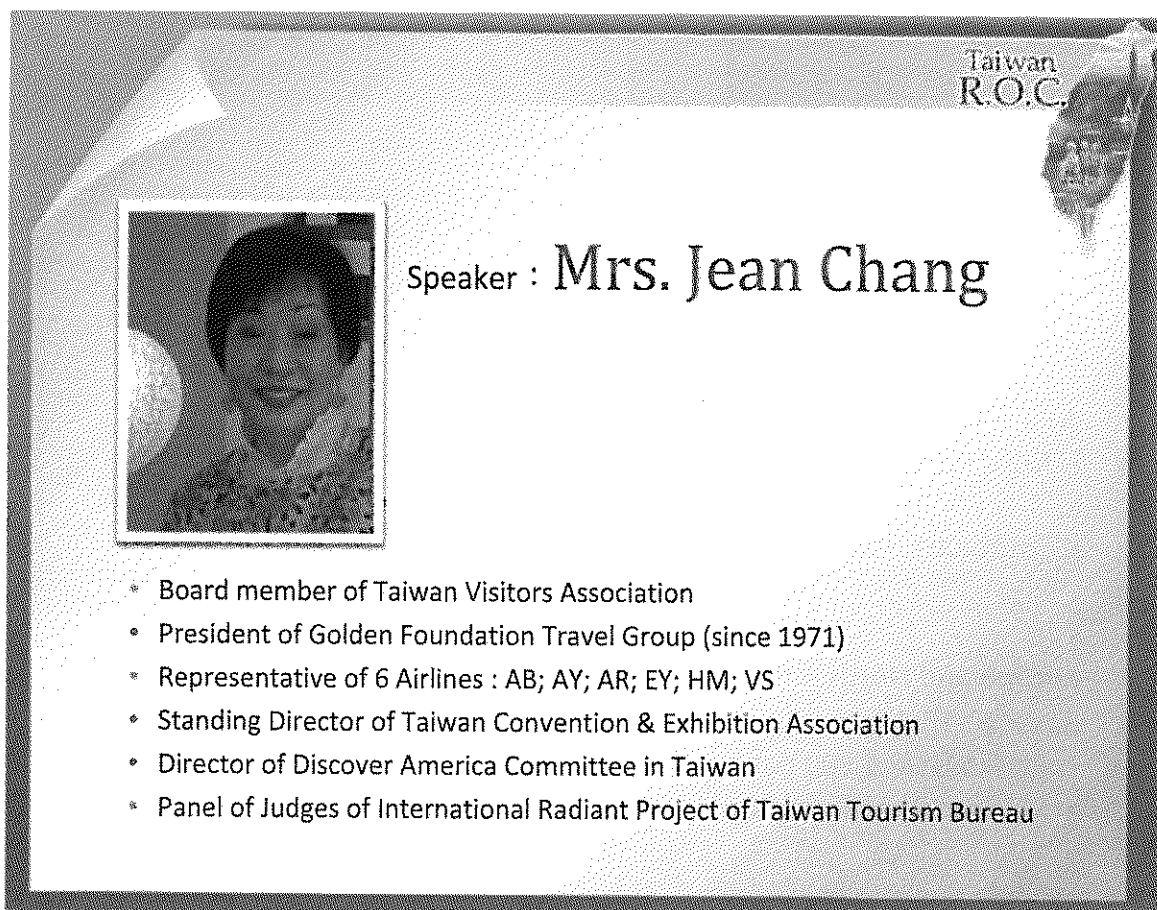 Taiwan
R.O.C.
Speaker : Mrs. Jean Chang
• Board member of Taiwan Visitors Association
• President of Golden Foundation Travel Group (since 1971)
• Representative of 6 Airlines : AB; AY; AR; EY; HM; VS
• Standing Director of Taiwan Convention & Exhibition Association
• Director of Discover America Committee in Taiwan
• Panel of Judges of International Radiant Project of Taiwan Tourism Bureau